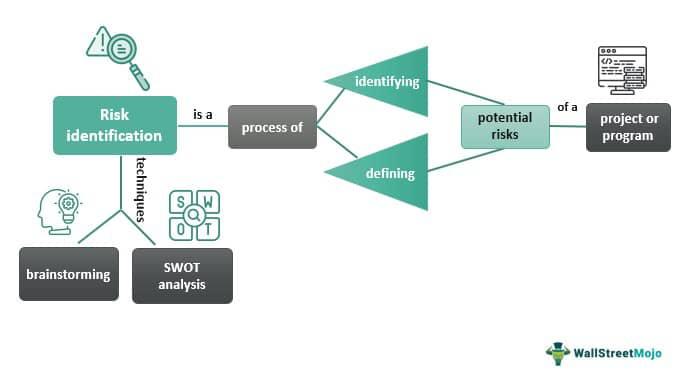 Risk
identification
is a
process of
identifying
defining
potential
risks
of a
project or
program
techniques
brainstorming
S W
O T
SWOT
analysis
WallStreetMojo